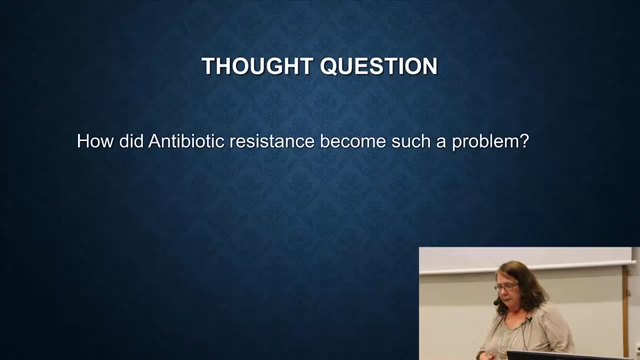 THOUGHT QUESTION
How did Antibiotic resistance become such a problem?